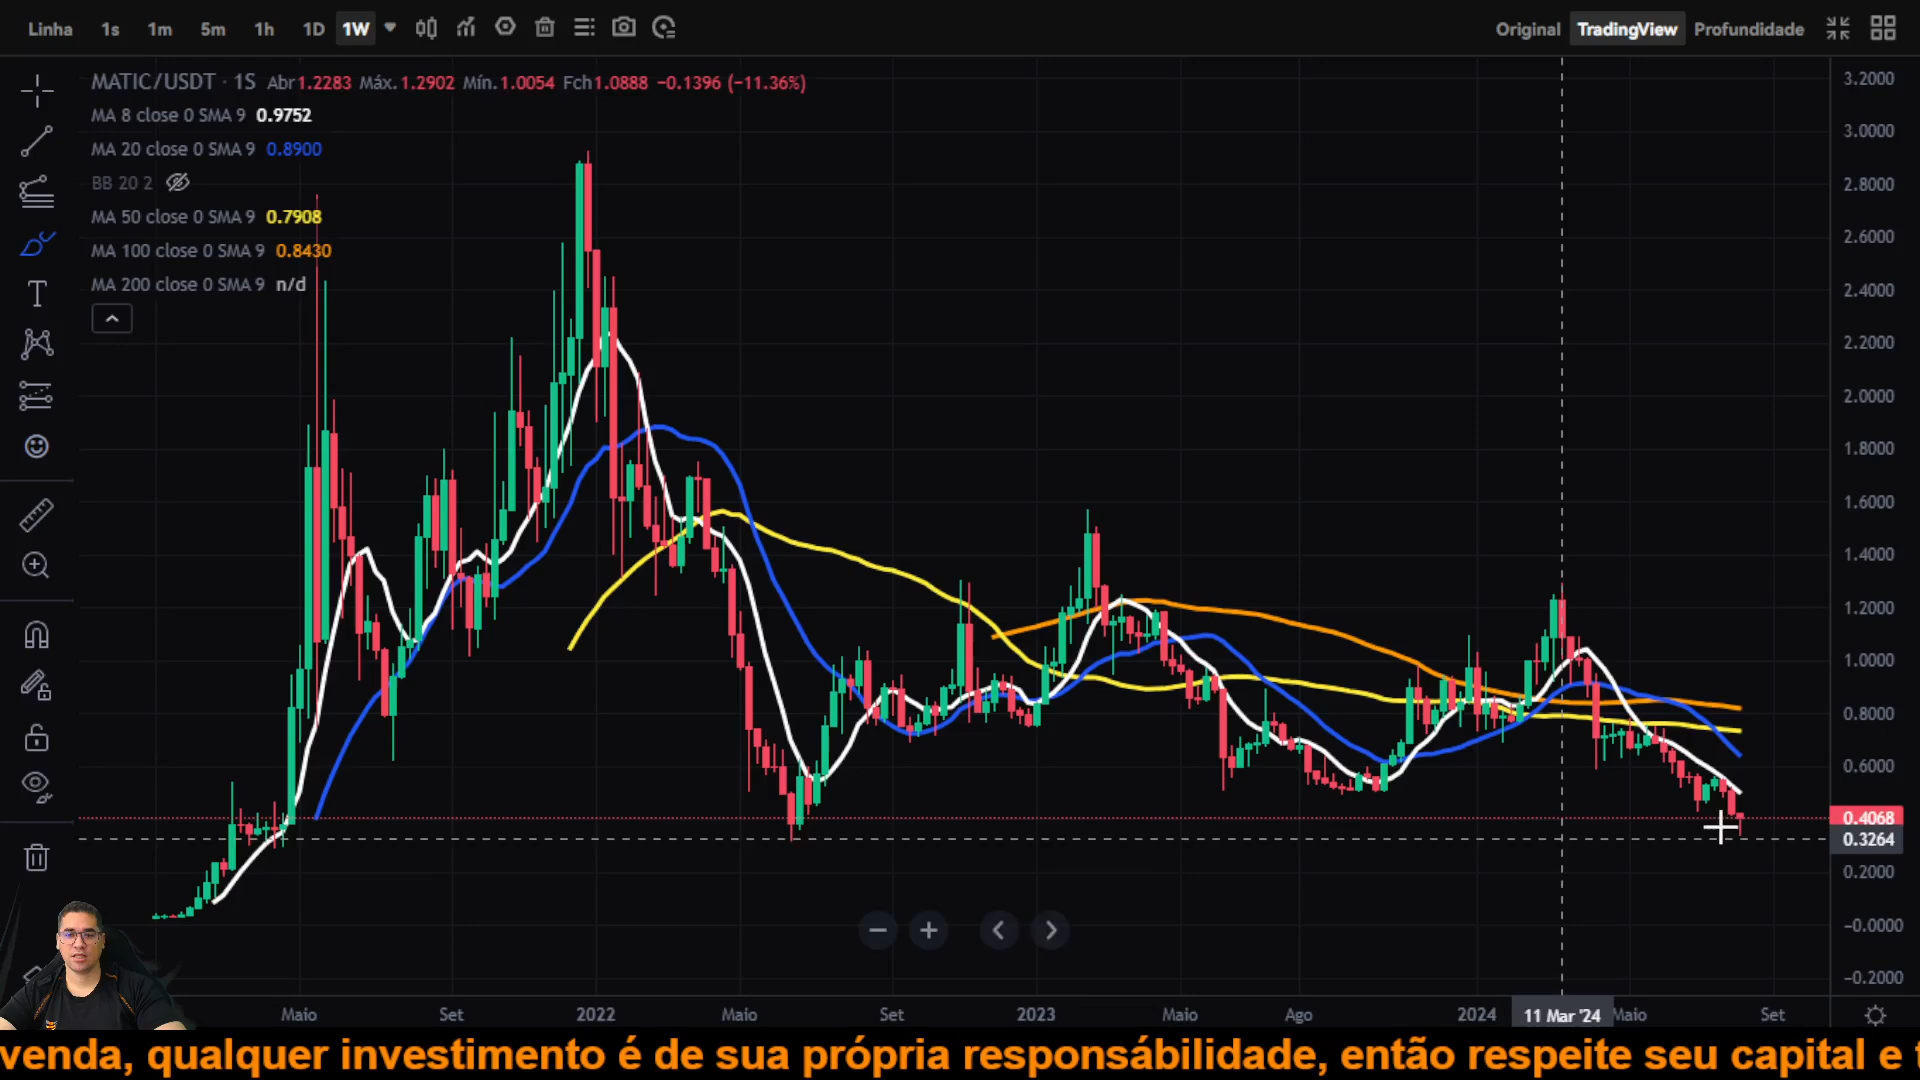 Linha 1s 1m 5m 1h 1D 1W Original TradingView Profundidade
MATIC/USDT · 1S Abr1.2283 Máx.1.2902 Mín.1.0054 Fch1.0888 −0.1396 (−11.36%)
MA 8 close 0 SMA 9 0.9752
MA 20 close 0 SMA 9 0.8900
BB 20 2
MA 50 close 0 SMA 9 0.7908
MA 100 close 0 SMA 9 0.8430
MA 200 close 0 SMA 9 n/d
3.2000
3.0000
2.8000
2.6000
2.4000
2.2000
2.0000
1.8000
1.6000
1.4000
1.2000
1.0000
0.8000
0.6000
0.4068
0.3264
0.2000
−0.0000
−0.2000
Maio Set 2022 Maio Set 2023 Maio Ago 2024 11 Mar '24 Maio Set
venda, qualquer investimento é de sua própria responsábilidade, então respeite seu capital e